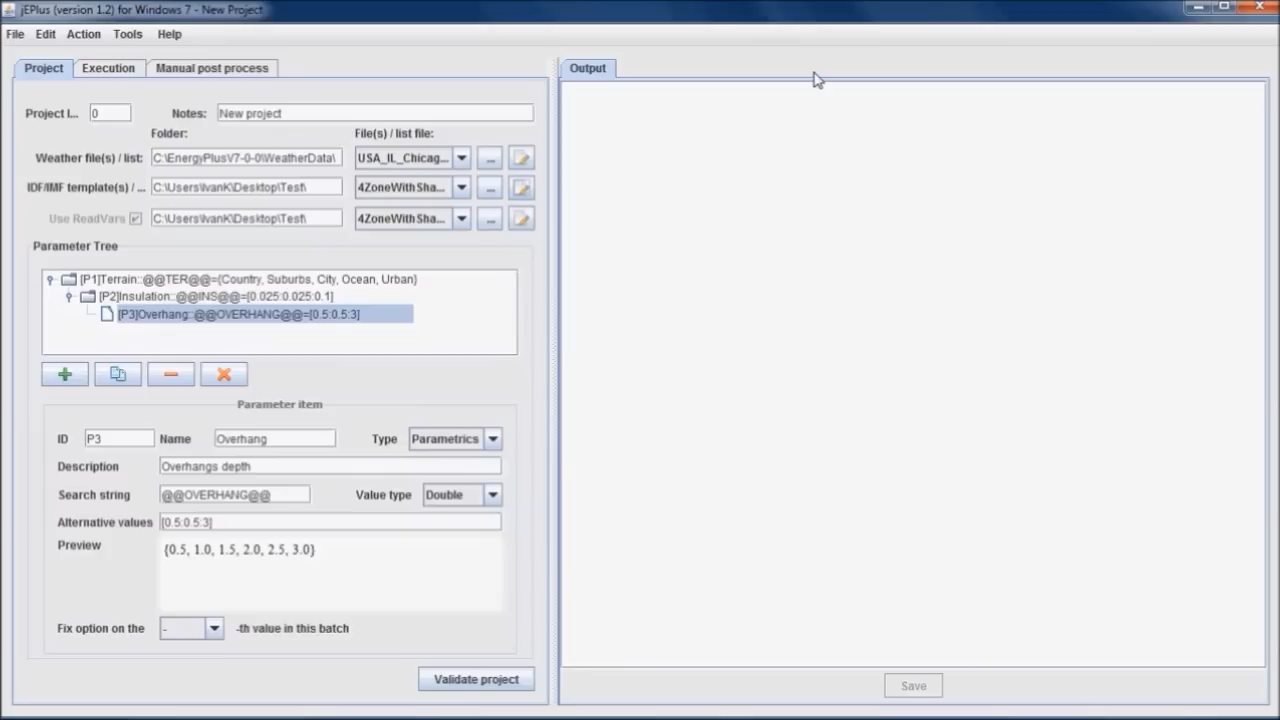 jEPlus (version 1.2) for Windows 7 - New Project
File Edit Action Tools Help
Project Execution Manual post process Output
Project I... 0 Notes: New project
Folder: File(s) / list file:
Weather file(s) / list: C:\EnergyPlusV7-0-0\WeatherData\ USA_IL_Chicag... ...
IDF/IMF template(s) / ... C:\Users\IvanK\Desktop\Test\ 4ZoneWithSha... ...
Use ReadVars C:\Users\IvanK\Desktop\Test\ 4ZoneWithSha... ...
Parameter Tree
[P1]Terrain::@@TER@@={Country, Suburbs, City, Ocean, Urban}
[P2]Insulation::@@INS@@=[0.025:0.025:0.1]
[P3]Overhang::@@OVERHANG@@=[0.5:0.5:3]
Parameter item
ID P3 Name Overhang Type Parametrics
Description Overhangs depth
Search string @@OVERHANG@@ Value type Double
Alternative values [0.5:0.5:3]
Preview {0.5, 1.0, 1.5, 2.0, 2.5, 3.0}
Fix option on the - -th value in this batch
Validate project
Save